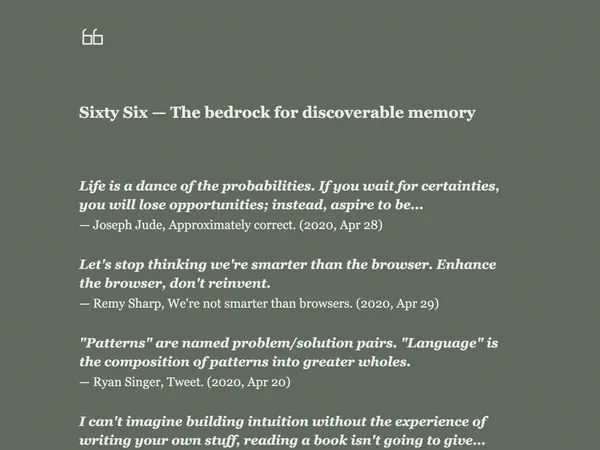 Sixty Six — The bedrock for discoverable memory
Life is a dance of the probabilities. If you wait for certainties,
you will lose opportunities; instead, aspire to be...
— Joseph Jude, Approximately correct. (2020, Apr 28)
Let's stop thinking we're smarter than the browser. Enhance
the browser, don't reinvent.
— Remy Sharp, We're not smarter than browsers. (2020, Apr 29)
"Patterns" are named problem/solution pairs. "Language" is
the composition of patterns into greater wholes.
— Ryan Singer, Tweet. (2020, Apr 20)
I can't imagine building intuition without the experience of
writing your own stuff, reading a book isn't going to give...